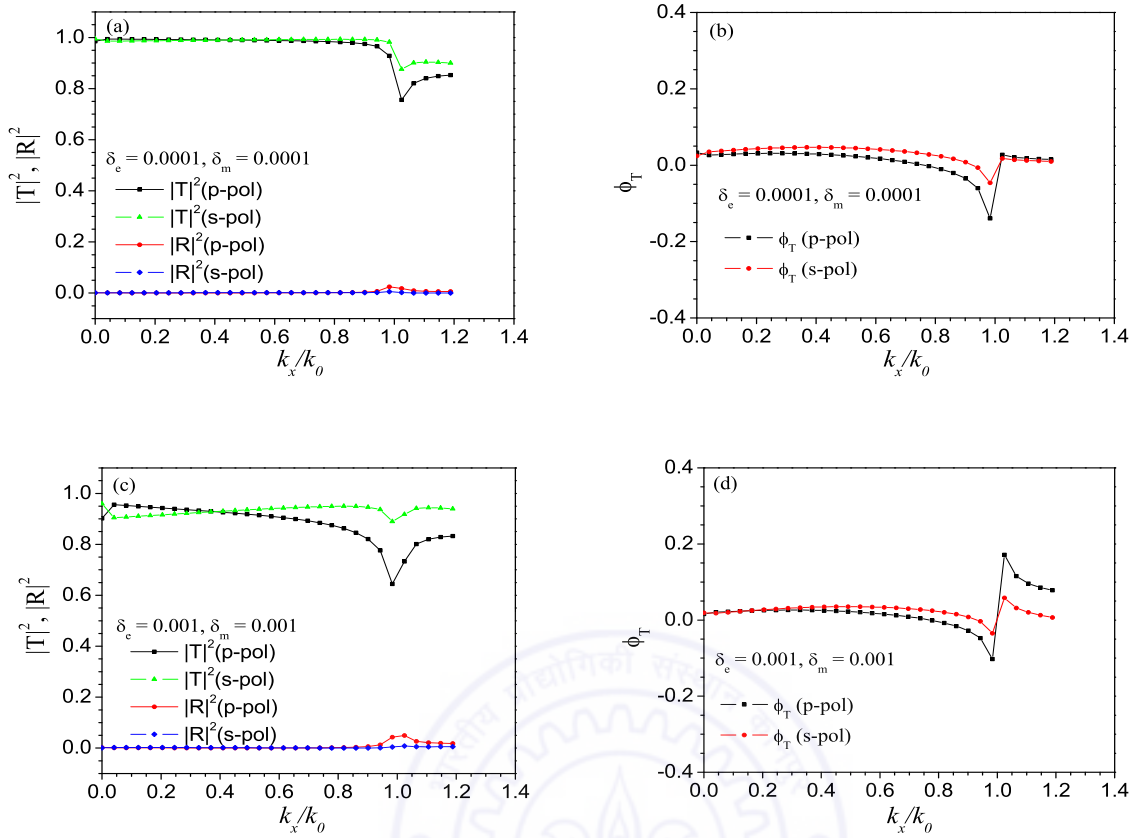 (a)
1.0
0.8
0.6
0.4
0.2
0.0
|T|², |R|²
δₑ = 0.0001, δₘ = 0.0001
|T|²(p-pol)
|T|²(s-pol)
|R|²(p-pol)
|R|²(s-pol)
0.0 0.2 0.4 0.6 0.8 1.0 1.2 1.4
kₓ/k₀
(b)
0.4
0.2
0.0
-0.2
-0.4
ϕ_T
δₑ = 0.0001, δₘ = 0.0001
ϕ_T (p-pol)
ϕ_T (s-pol)
0.0 0.2 0.4 0.6 0.8 1.0 1.2 1.4
kₓ/k₀
(c)
1.0
0.8
0.6
0.4
0.2
0.0
|T|², |R|²
δₑ = 0.001, δₘ = 0.001
|T|²(p-pol)
|T|²(s-pol)
|R|²(p-pol)
|R|²(s-pol)
0.0 0.2 0.4 0.6 0.8 1.0 1.2 1.4
kₓ/k₀
(d)
0.4
0.2
0.0
-0.2
-0.4
ϕ_T
δₑ = 0.001, δₘ = 0.001
ϕ_T (p-pol)
ϕ_T (s-pol)
0.0 0.2 0.4 0.6 0.8 1.0 1.2 1.4
kₓ/k₀
प्रौद्योगिकी संस्थान